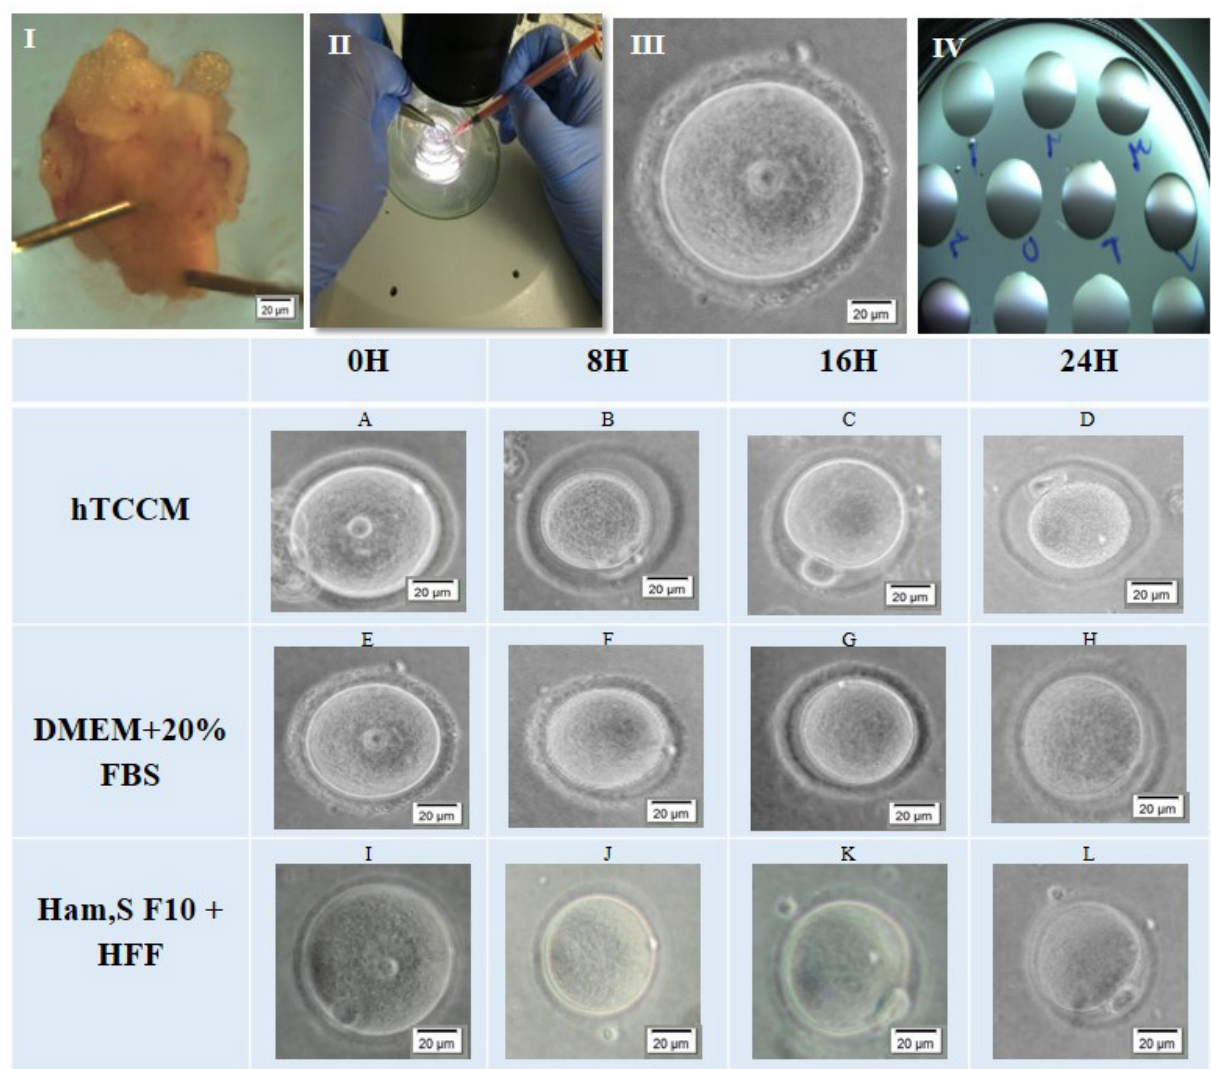 I
II
III
IV
20 µm
20 µm
0H
8H
16H
24H
A
B
C
D
hTCCM
20 µm
20 µm
20 µm
20 µm
E
F
G
H
DMEM+20%
FBS
20 µm
20 µm
20 µm
20 µm
I
J
K
L
Ham,S F10 +
HFF
20 µm
20 µm
20 µm
20 µm